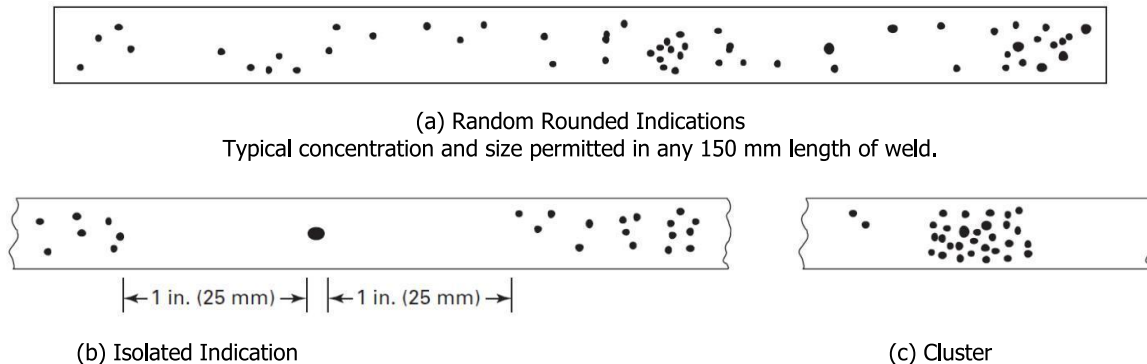 (a) Random Rounded Indications
Typical concentration and size permitted in any 150 mm length of weld.
1 in. (25 mm) 1 in. (25 mm)
(b) Isolated Indication (c) Cluster